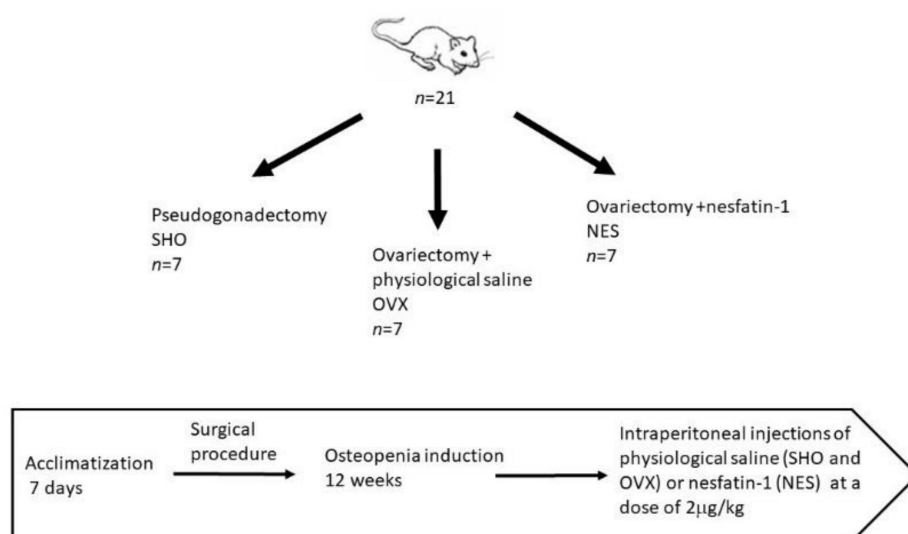 n=21
Pseudogonadectomy
SHO
n=7
Ovariectomy +
physiological saline
OVX
n=7
Ovariectomy +nesfatin-1
NES
n=7
Acclimatization
7 days
Surgical
procedure
Osteopenia induction
12 weeks
Intraperitoneal injections of
physiological saline (SHO and
OVX) or nesfatin-1 (NES) at a
dose of 2μg/kg